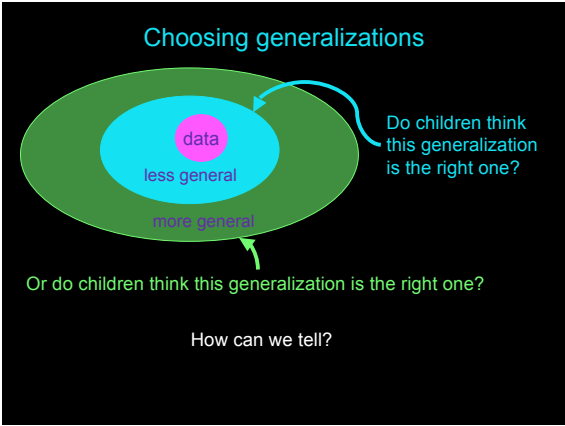 Choosing generalizations
data
less general
more general
Do children think
this generalization
is the right one?
Or do children think this generalization is the right one?
How can we tell?